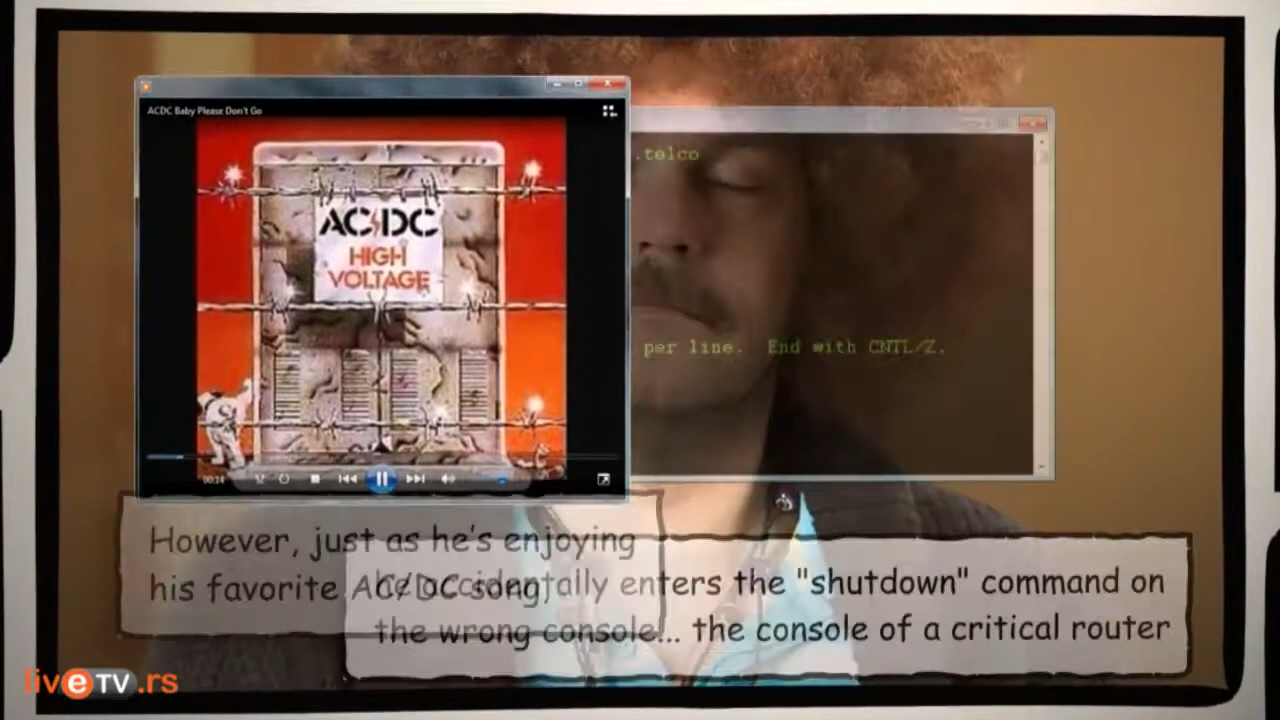 ACDC Baby Please Don't Go
AC/DC
HIGH
VOLTAGE
.telco
per line. End with CNTL/Z.
00:14
However, just as he's enjoying
his favorite AC/DC song,
he accidentally enters the "shutdown" command on
the wrong console... the console of a critical router
livetv.rs